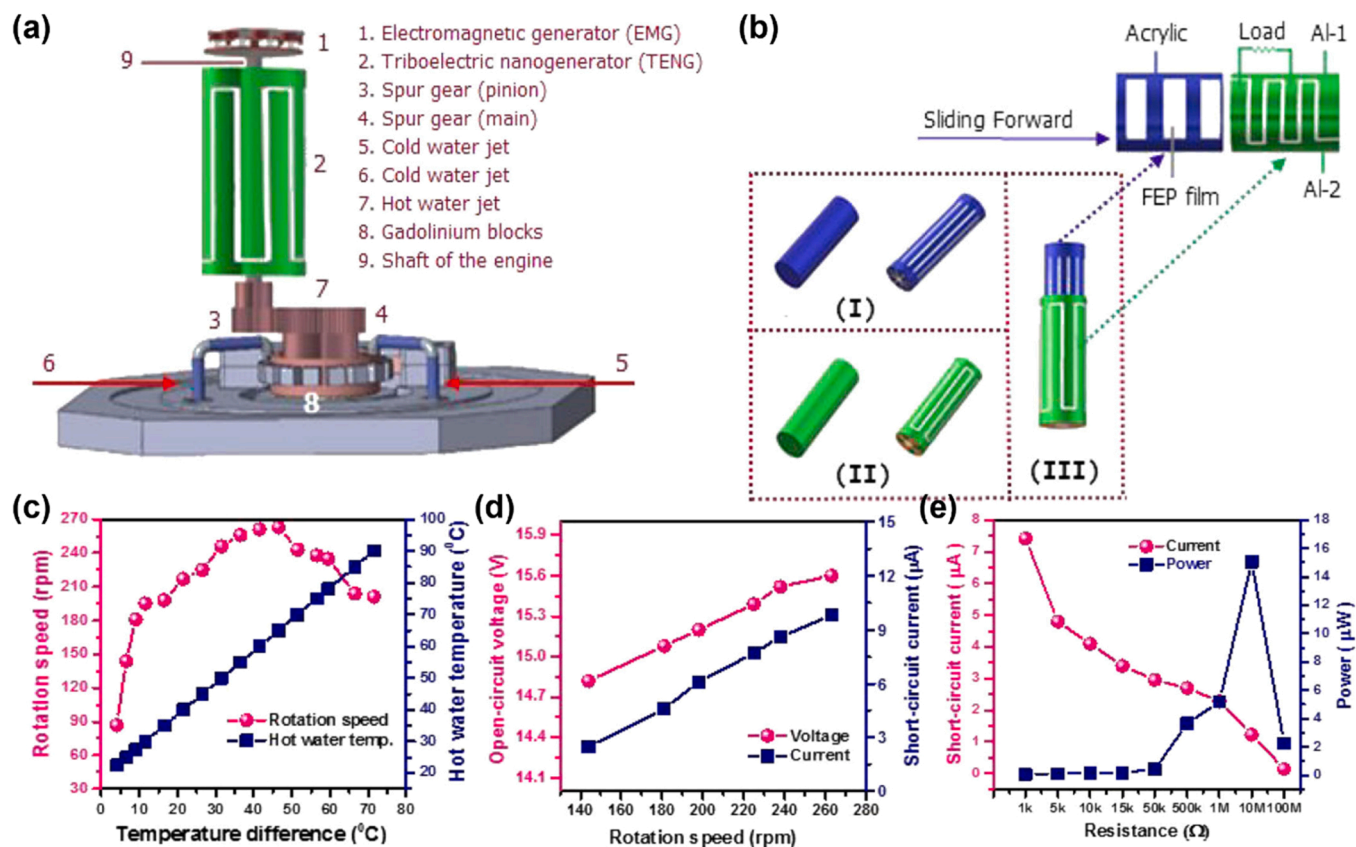 (a)
1
9
2
7
3
4
6
5
8
1. Electromagnetic generator (EMG)
2. Triboelectric nanogenerator (TENG)
3. Spur gear (pinion)
4. Spur gear (main)
5. Cold water jet
6. Cold water jet
7. Hot water jet
8. Gadolinium blocks
9. Shaft of the engine
(b)
Acrylic
Load
Al-1
Sliding Forward
FEP film
Al-2
(I)
(II)
(III)
(c)
Rotation speed (rpm)
270
240
210
180
150
120
90
60
30
Rotation speed
Hot water temp.
100
90
80
70
60
50
40
30
20
Hot water temperature (⁰C)
0 10 20 30 40 50 60 70 80
Temperature difference (⁰C)
(d)
Open-circuit voltage (V)
15.9
15.6
15.3
15.0
14.7
14.4
14.1
Voltage
Current
15
12
9
6
3
0
Short-circuit current (µA)
140 160 180 200 220 240 260 280
Rotation speed (rpm)
(e)
Short-circuit current ( µA )
8
7
6
5
4
3
2
1
0
Current
Power
18
16
14
12
10
8
6
4
2
0
Power ( µW )
1k 5k 10k 15k 50k 500k 1M 10M 100M
Resistance (Ω)